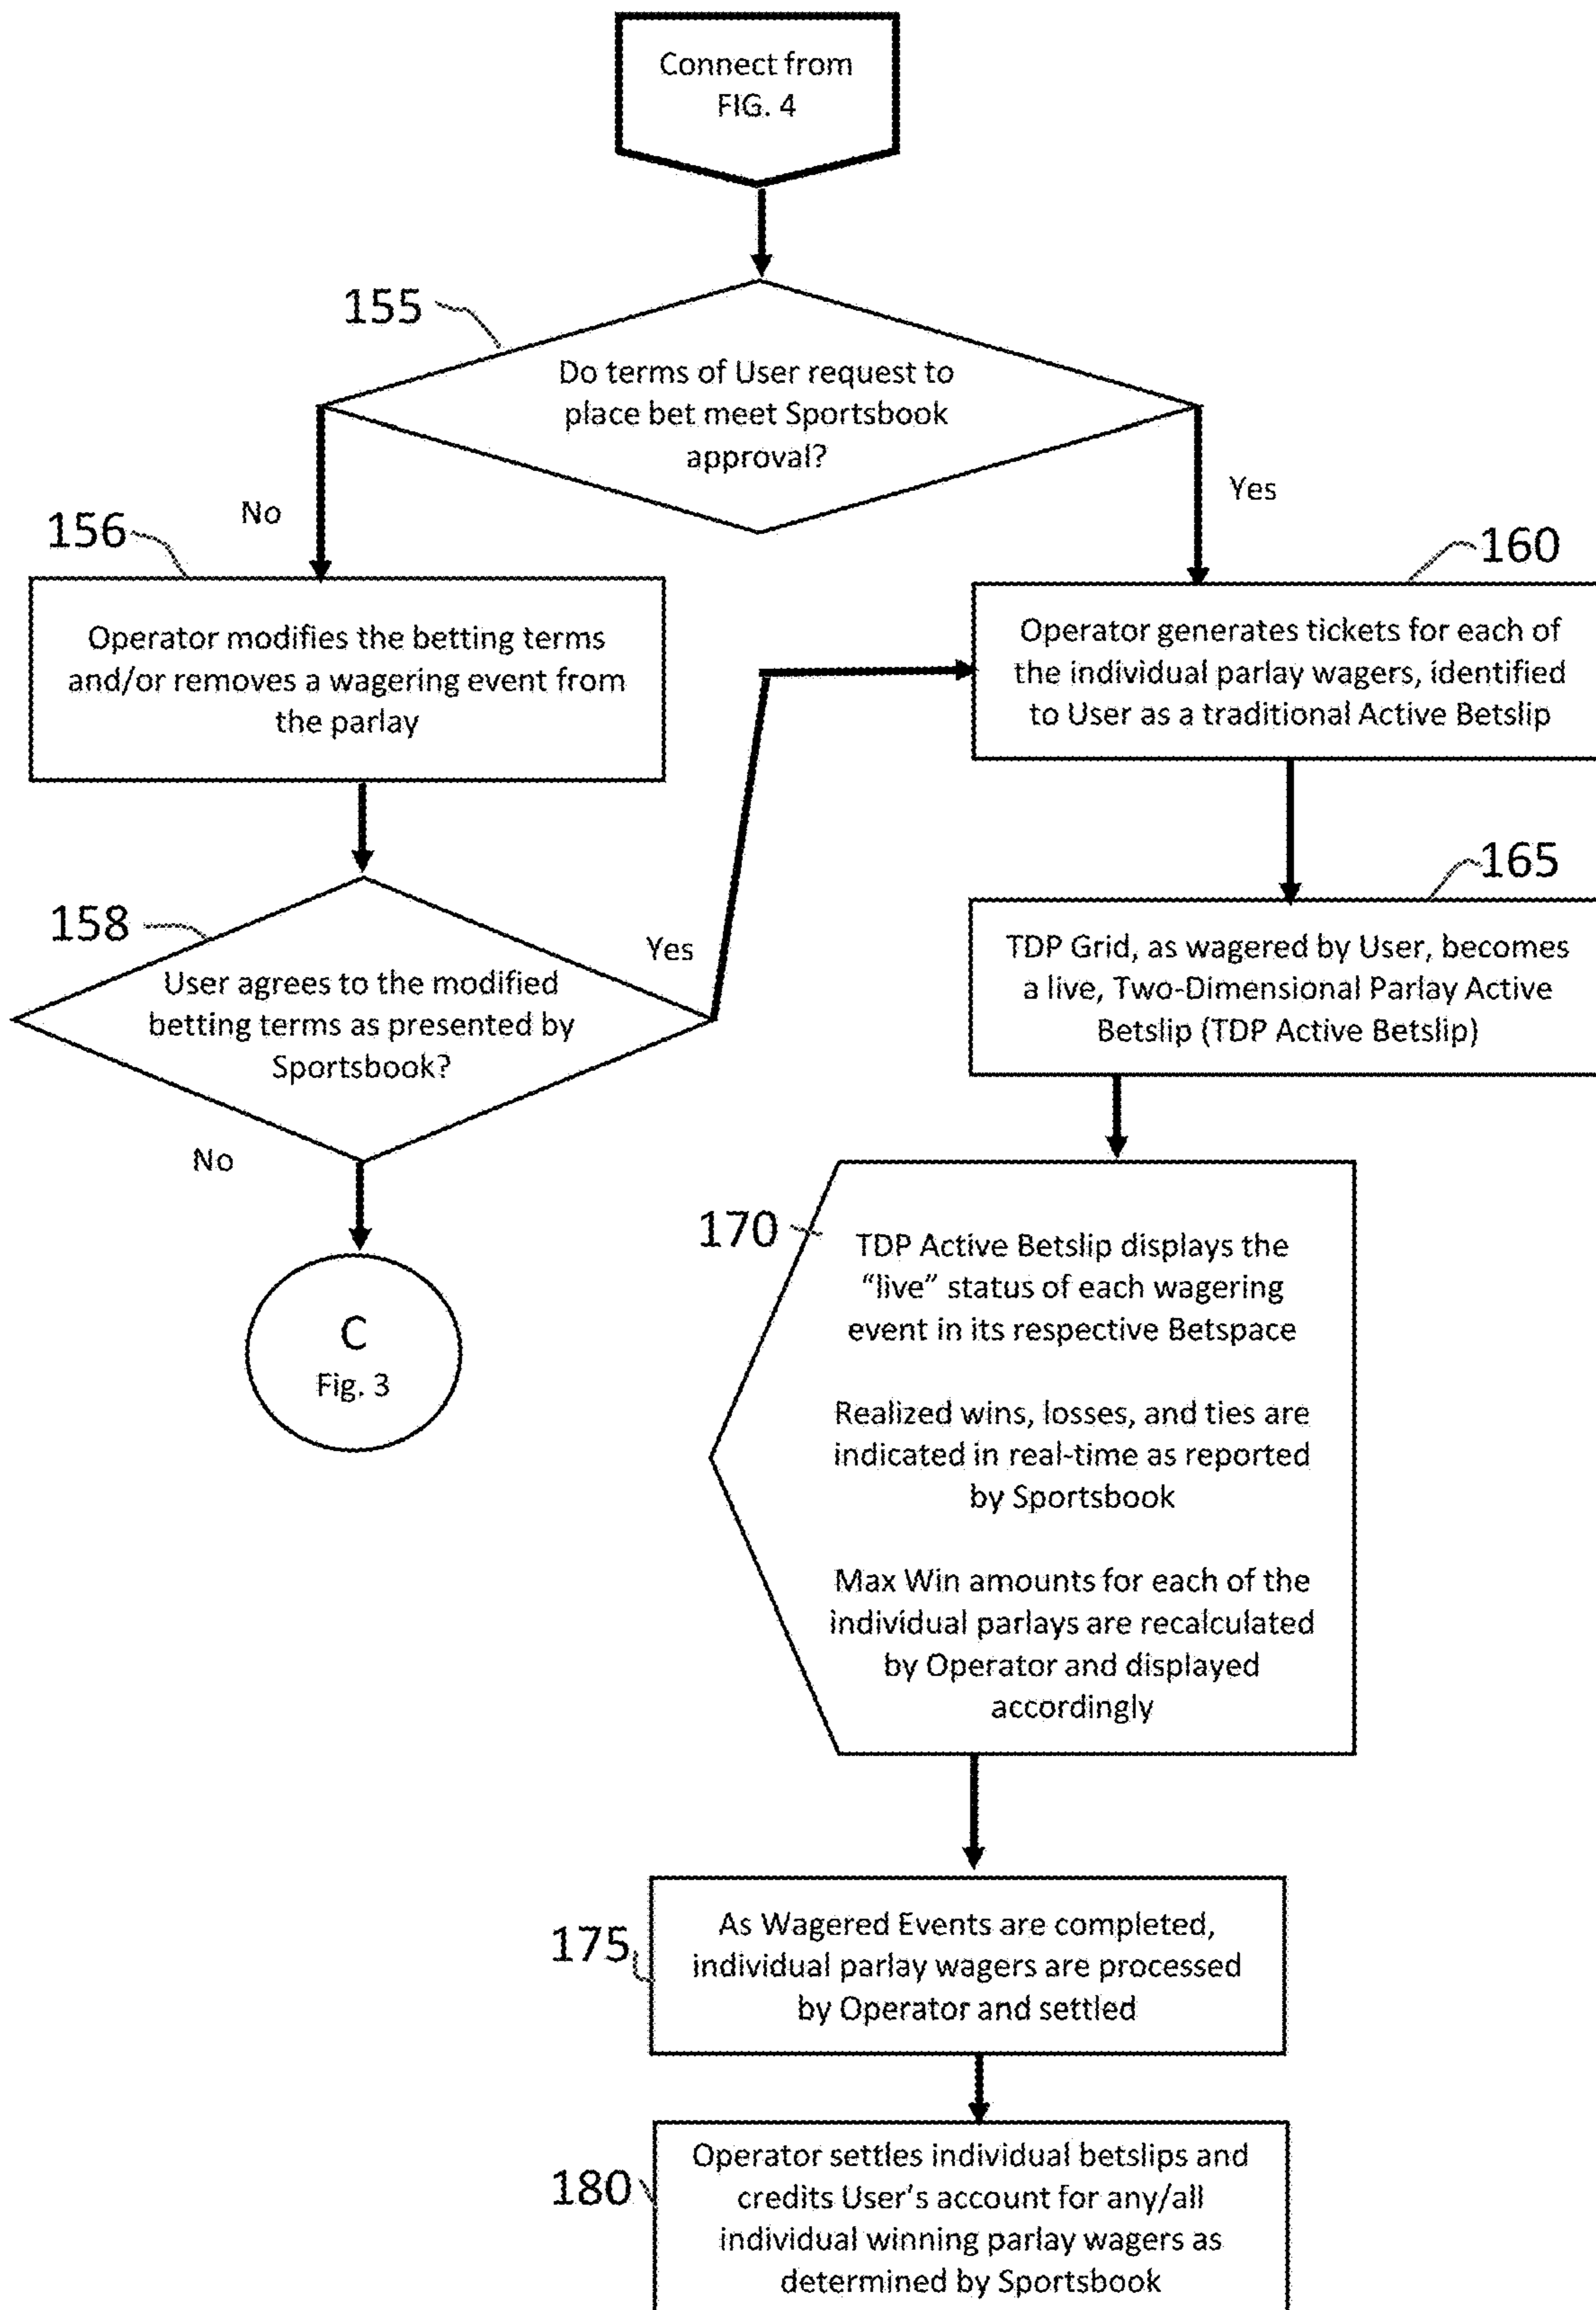 Connect from
FIG. 4
155
Do terms of User request to
place bet meet Sportsbook
approval?
No
Yes
156
Operator modifies the betting terms
and/or removes a wagering event from
the parlay
160
Operator generates tickets for each of
the individual parlay wagers, identified
to User as a traditional Active Betslip
158
User agrees to the modified
betting terms as presented by
Sportsbook?
Yes
No
165
TDP Grid, as wagered by User, becomes
a live, Two-Dimensional Parlay Active
Betslip (TDP Active Betslip)
C
Fig. 3
170
TDP Active Betslip displays the
“live” status of each wagering
event in its respective Betspace
Realized wins, losses, and ties are
indicated in real-time as reported
by Sportsbook
Max Win amounts for each of the
individual parlays are recalculated
by Operator and displayed
accordingly
175
As Wagered Events are completed,
individual parlay wagers are processed
by Operator and settled
180
Operator settles individual betslips and
credits User's account for any/all
individual winning parlay wagers as
determined by Sportsbook